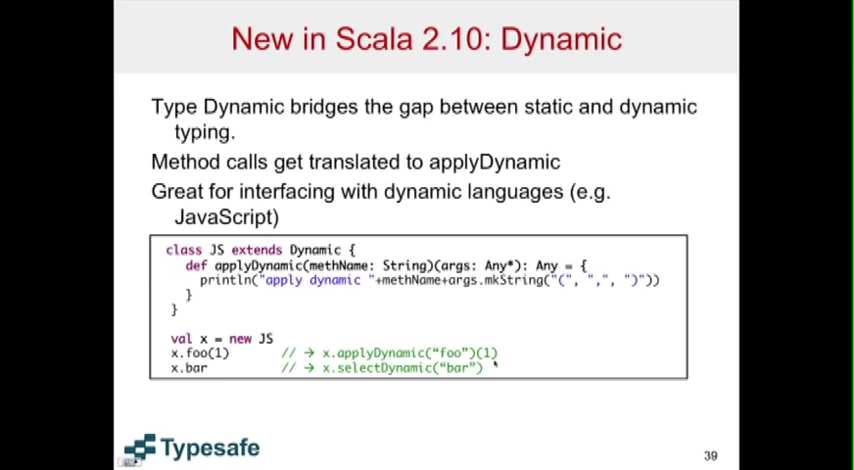 New in Scala 2.10: Dynamic
Type Dynamic bridges the gap between static and dynamic
typing.
Method calls get translated to applyDynamic
Great for interfacing with dynamic languages (e.g.
JavaScript)
class JS extends Dynamic {
def applyDynamic(methName: String)(args: Any*): Any = {
println("apply dynamic "+methName+args.mkString("(", ",", ")"))
}
}
val x = new JS
x.foo(1) // → x.applyDynamic(“foo”)(1)
x.bar // → x.selectDynamic(“bar”)
Typesafe
39